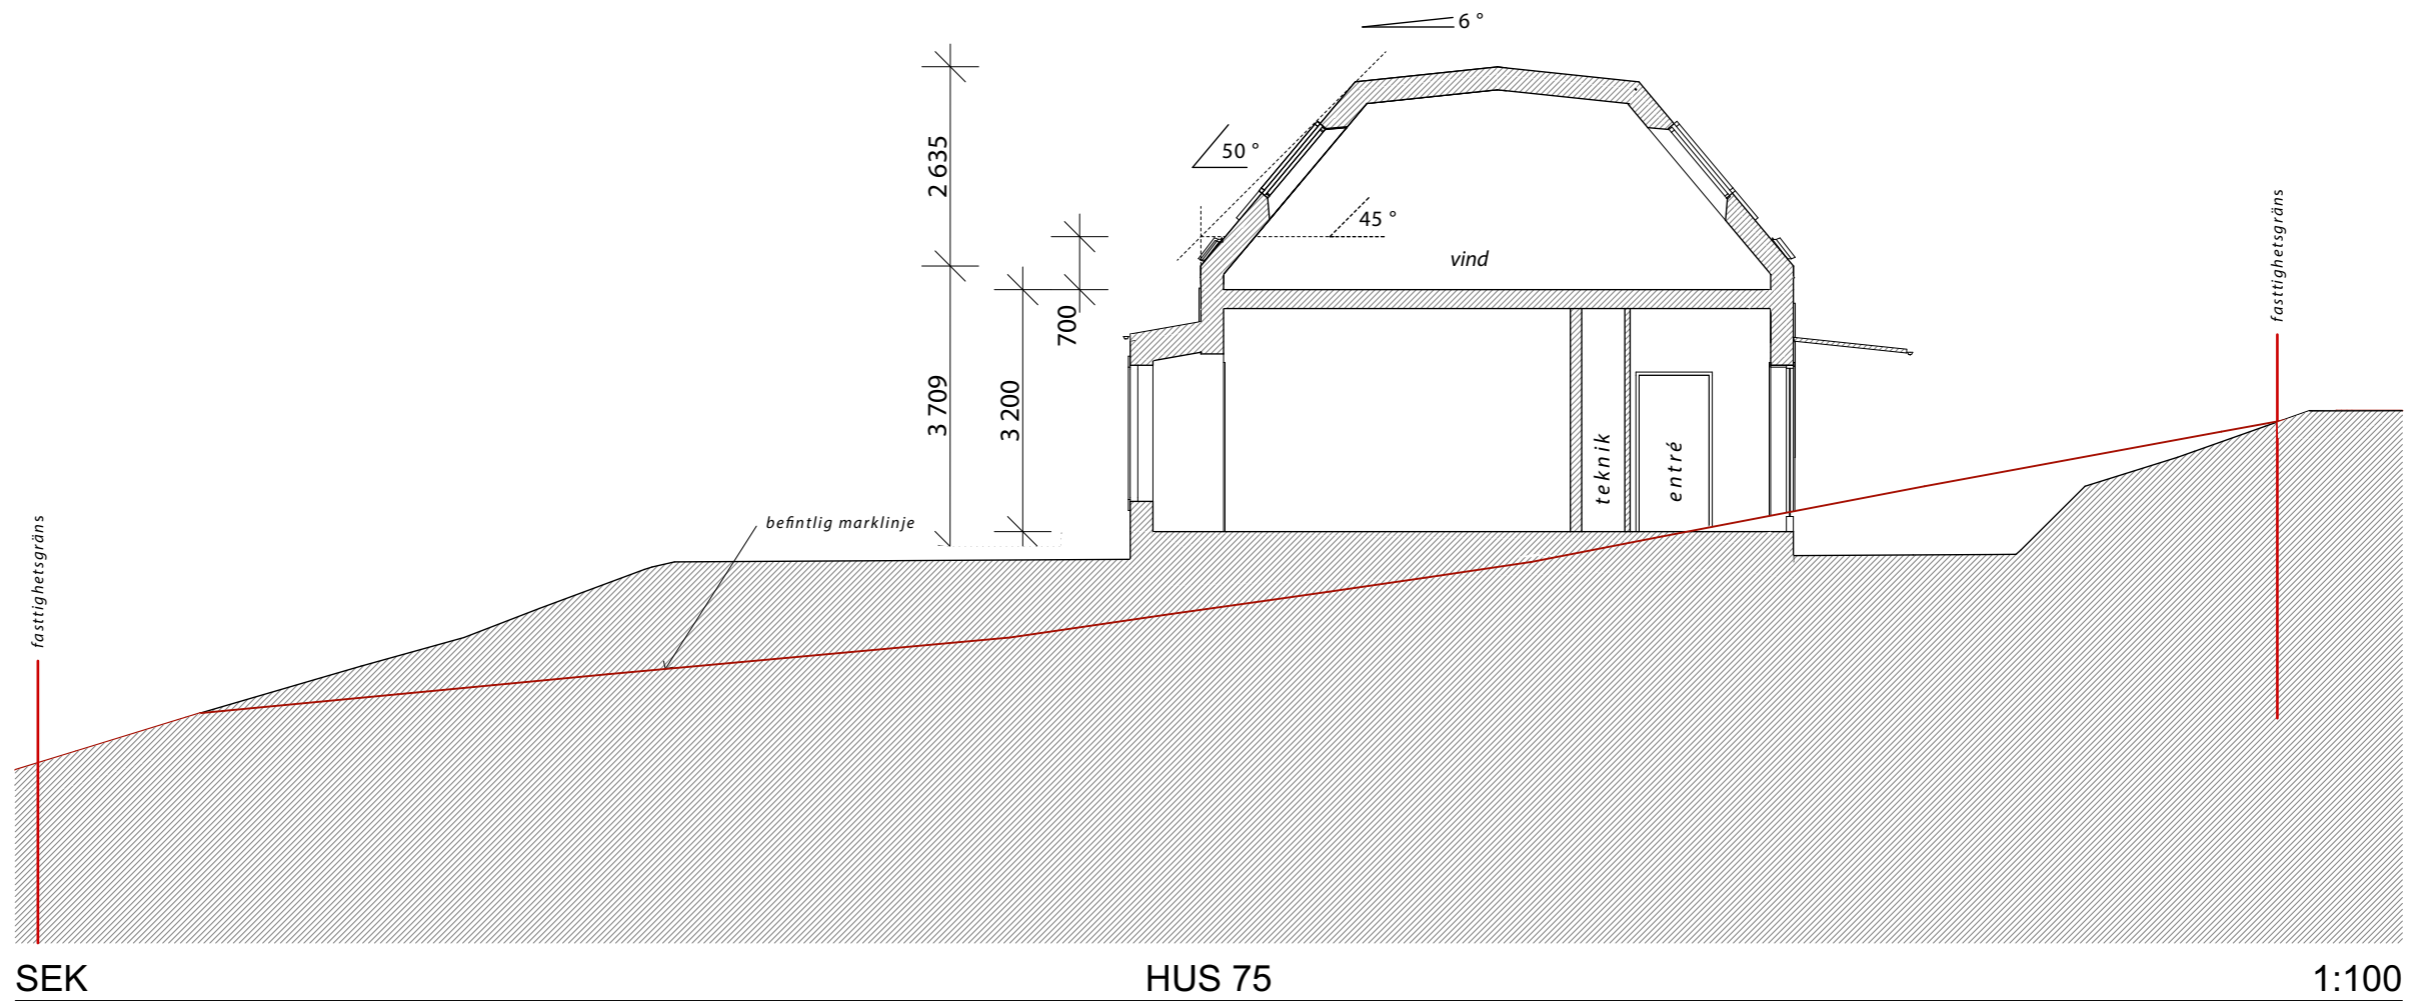 6 °
2 635
50 °
45 °
vind
fasttighetsgräns
700
3 709
3 200
teknik
entré
befintlig marklinje
fasttighetsgräns
SEK
HUS 75
1:100